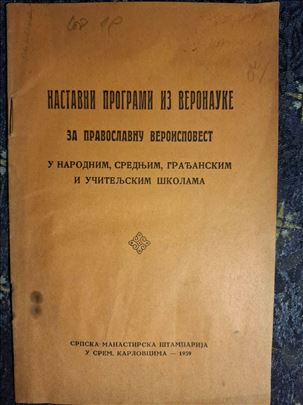 НАСТАВНИ ПРОГРАМИ ИЗ ВЕРОНАУКЕ
ЗА ПРАВОСЛАВНУ ВЕРОИСПОВЕСТ
У НАРОДНИМ, СРЕДЊИМ, ГРАЂАНСКИМ
И УЧИТЕЉСКИМ ШКОЛАМА
СРПСКА МАНАСТИРСКА ШТАМПАРИЈА
У СРЕМ. КАРЛОВЦИМА — 1939